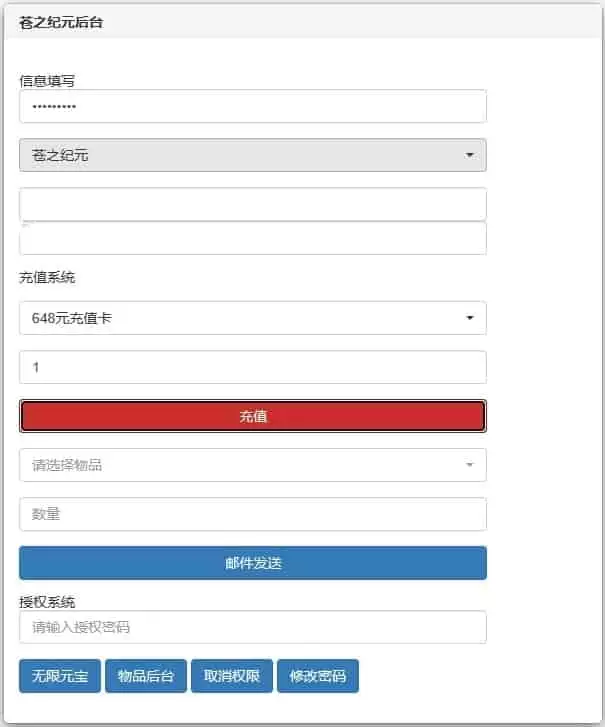 苍之纪元后台
信息填写
•••••••••
苍之纪元
充值系统
648元充值卡
1
充值
请选择物品
数量
邮件发送
授权系统
请输入授权密码
无限元宝 物品后台 取消权限 修改密码